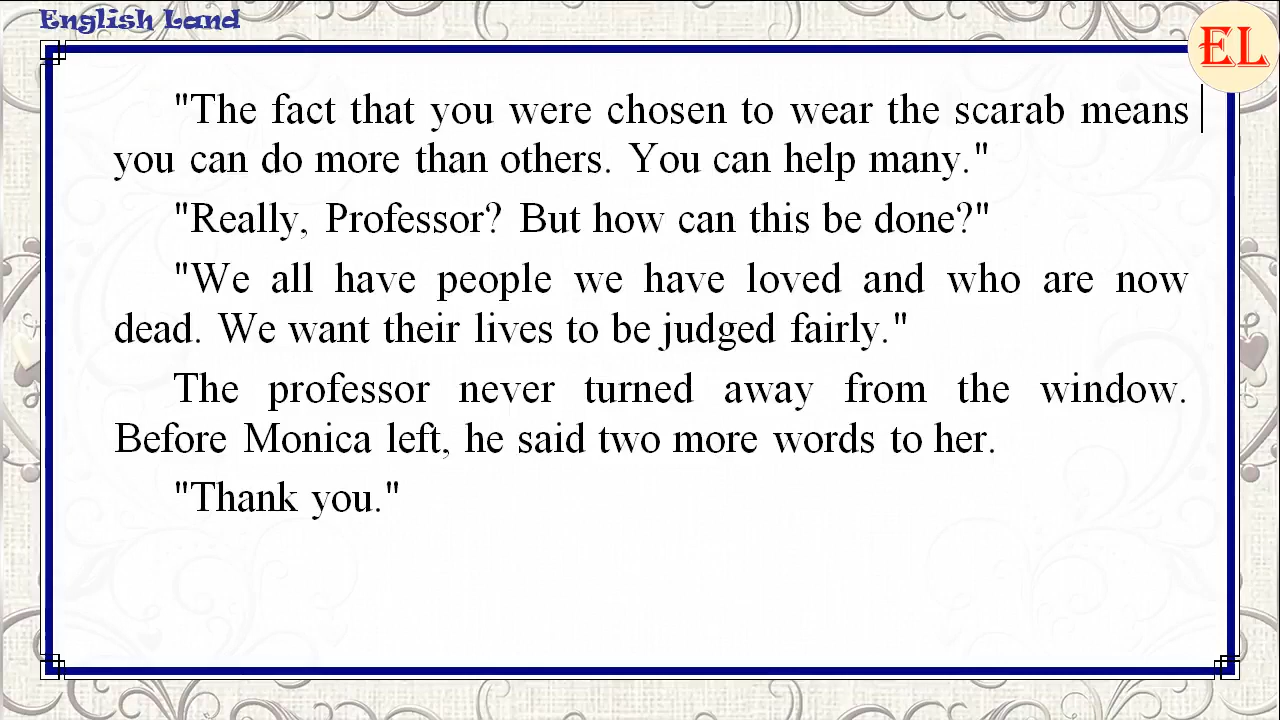 English Land
EL
"The fact that you were chosen to wear the scarab means
you can do more than others. You can help many."
"Really, Professor? But how can this be done?"
"We all have people we have loved and who are now
dead. We want their lives to be judged fairly."
The professor never turned away from the window.
Before Monica left, he said two more words to her.
"Thank you."